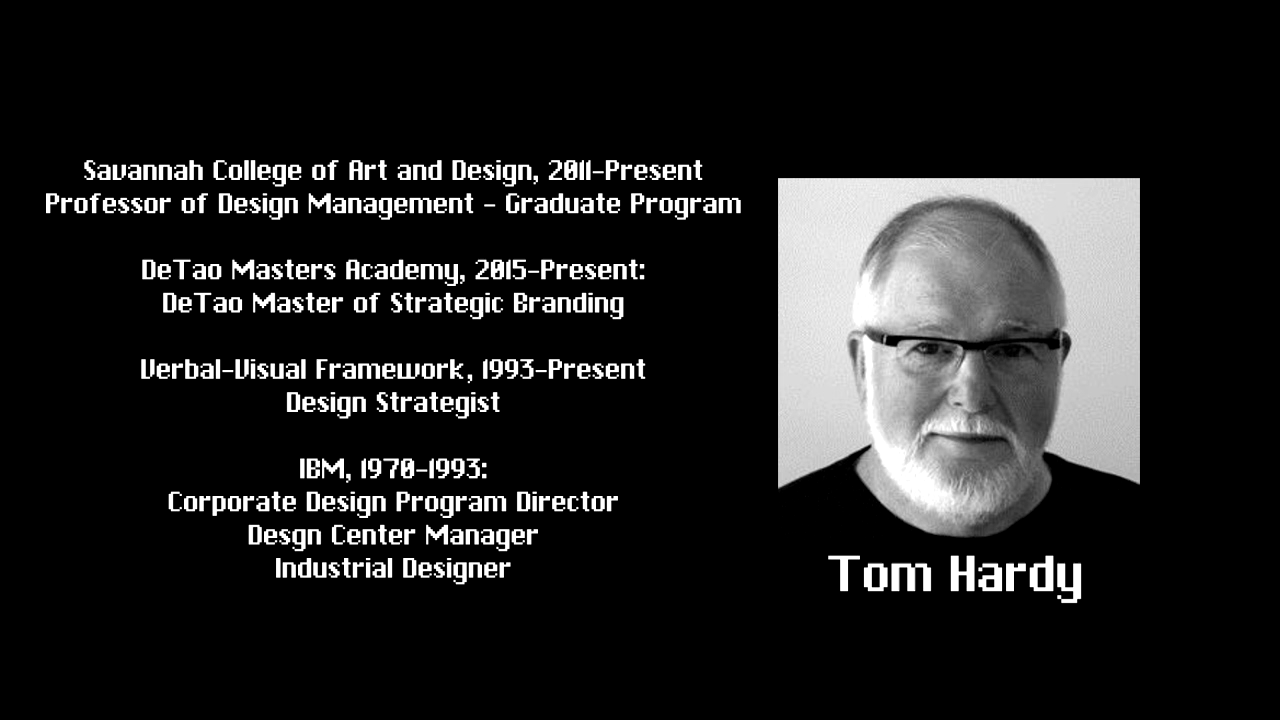 Savannah College of Art and Design, 2011-Present
Professor of Design Management - Graduate Program
DeTao Masters Academy, 2015-Present:
DeTao Master of Strategic Branding
Verbal-Visual Framework, 1993-Present
Design Strategist
IBM, 1970-1993:
Corporate Design Program Director
Desgn Center Manager
Industrial Designer
Tom Hardy